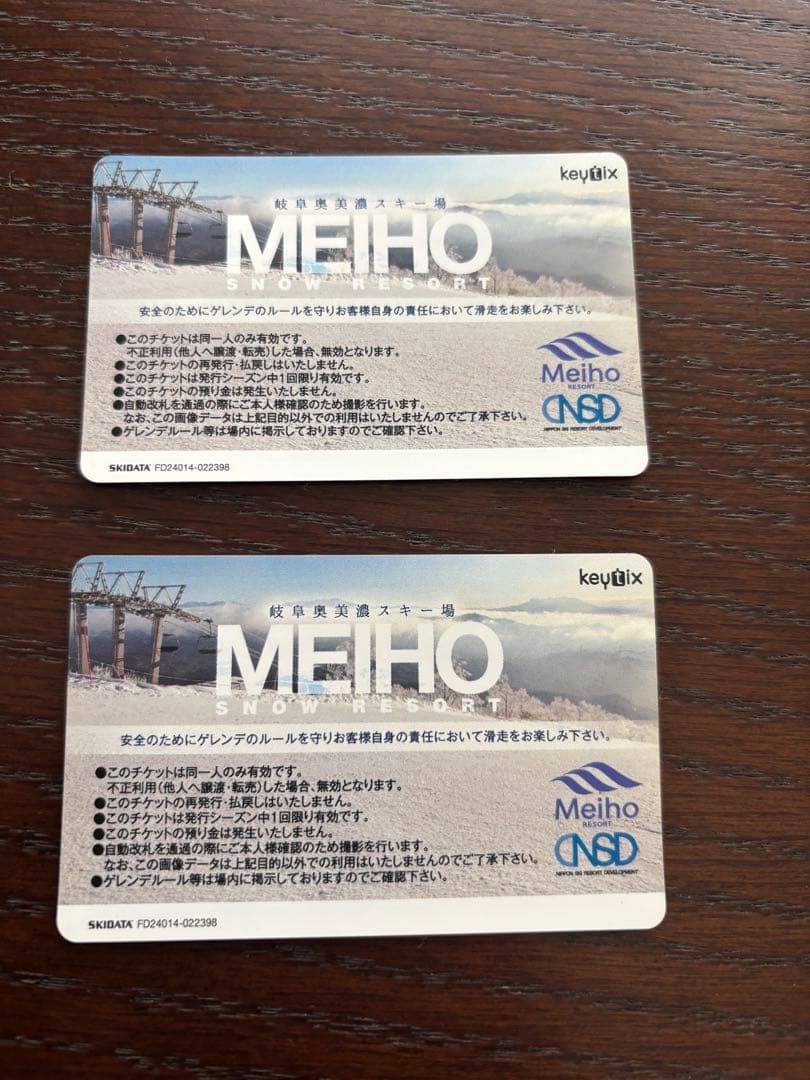 keytix
岐阜奥美濃スキー場
MEIHO
SNOW RESORT
安全のためにゲレンデのルールを守りお客様自身の責任において滑走をお楽しみ下さい。
●このチケットは同一人のみ有効です。
不正利用(他人へ譲渡・転売)した場合、無効となります。
●このチケットの再発行・払戻しはいたしません。
●このチケットは発行シーズン中1回限り有効です。
●このチケットの預り金は発生いたしません。
●自動改札を通過の際にご本人様確認のため撮影を行います。
なお、この画像データは上記目的以外での利用はいたしませんのでご了承下さい。
●ゲレンデルール等は場内に掲示しておりますのでご確認下さい。
Meiho
RESORT
NSD
NIPPON SKI RESORT DEVELOPMENT
SKIDATA FD24014-022398
keytix
岐阜奥美濃スキー場
MEIHO
SNOW RESORT
安全のためにゲレンデのルールを守りお客様自身の責任において滑走をお楽しみ下さい。
●このチケットは同一人のみ有効です。
不正利用(他人へ譲渡・転売)した場合、無効となります。
●このチケットの再発行・払戻しはいたしません。
●このチケットは発行シーズン中1回限り有効です。
●このチケットの預り金は発生いたしません。
●自動改札を通過の際にご本人様確認のため撮影を行います。
なお、この画像データは上記目的以外での利用はいたしませんのでご了承下さい。
●ゲレンデルール等は場内に掲示しておりますのでご確認下さい。
Meiho
RESORT
NSD
NIPPON SKI RESORT DEVELOPMENT
SKIDATA FD24014-022398